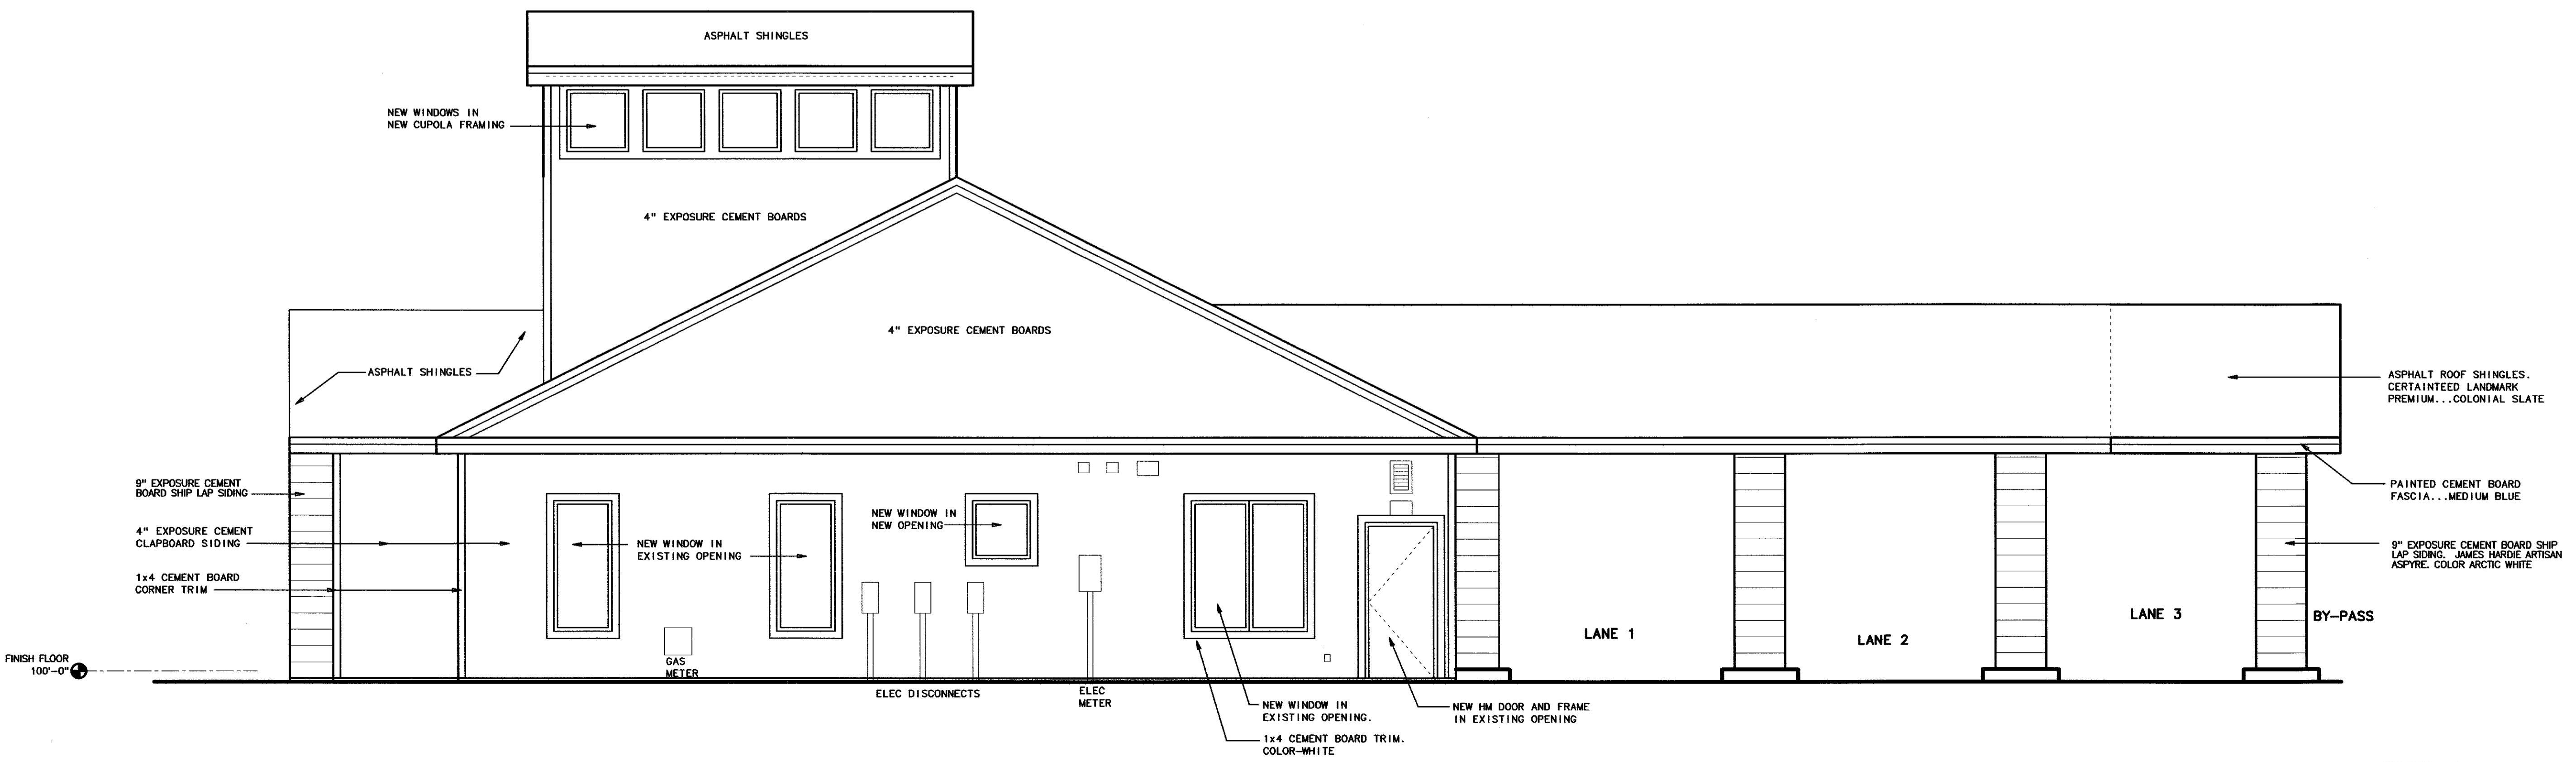 ASPHALT SHINGLES
NEW WINDOWS IN
NEW CUPOLA FRAMING
4" EXPOSURE CEMENT BOARDS
4" EXPOSURE CEMENT BOARDS
ASPHALT SHINGLES
ASPHALT ROOF SHINGLES.
CERTAINTEED LANDMARK
PREMIUM...COLONIAL SLATE
9" EXPOSURE CEMENT
BOARD SHIP LAP SIDING
PAINTED CEMENT BOARD
FASCIA...MEDIUM BLUE
NEW WINDOW IN
NEW OPENING
4" EXPOSURE CEMENT
CLAPBOARD SIDING
NEW WINDOW IN
EXISTING OPENING
9" EXPOSURE CEMENT BOARD SHIP
LAP SIDING. JAMES HARDIE ARTISAN
ASPYRE. COLOR ARCTIC WHITE
1x4 CEMENT BOARD
CORNER TRIM
LANE 1
LANE 2
LANE 3
BY-PASS
FINISH FLOOR
100'-0"
GAS
METER
ELEC DISCONNECTS
ELEC
METER
NEW WINDOW IN
EXISTING OPENING.
1x4 CEMENT BOARD TRIM.
COLOR-WHITE
NEW HM DOOR AND FRAME
IN EXISTING OPENING